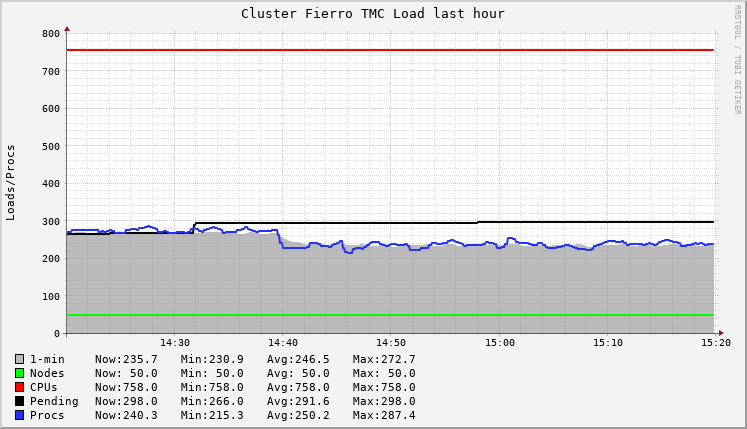 Cluster Fierro TMC Load last hour
RRDTOOL / TOBI OETIKER
Loads/Procs
800
700
600
500
400
300
200
100
0
14:30 14:40 14:50 15:00 15:10 15:20
1-min Now:235.7 Min:230.9 Avg:246.5 Max:272.7
Nodes Now: 50.0 Min: 50.0 Avg: 50.0 Max: 50.0
CPUs Now:758.0 Min:758.0 Avg:758.0 Max:758.0
Pending Now:298.0 Min:266.0 Avg:291.6 Max:298.0
Procs Now:240.3 Min:215.3 Avg:250.2 Max:287.4